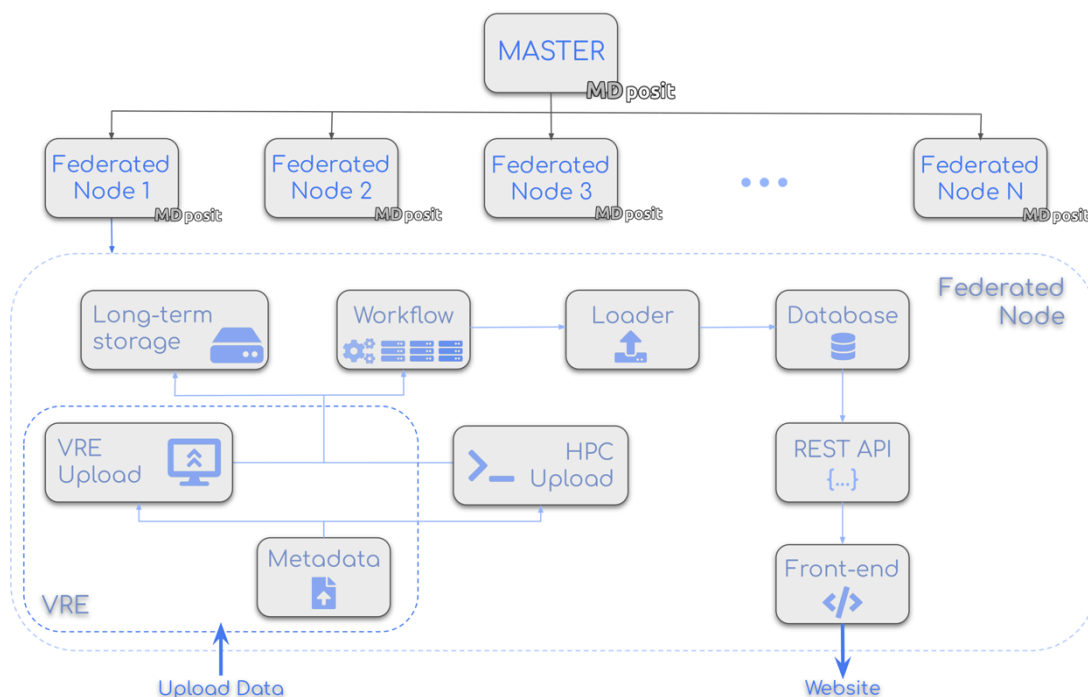 MASTER
MDposit
Federated
Node 1
MDposit
Federated
Node 2
MDposit
Federated
Node 3
MDposit
Federated
Node N
MDposit
Federated
Node
Long-term
storage
Workflow
Loader
Database
VRE
Upload
HPC
Upload
REST API
{...}
Metadata
Front-end
</>
VRE
Upload Data
Website